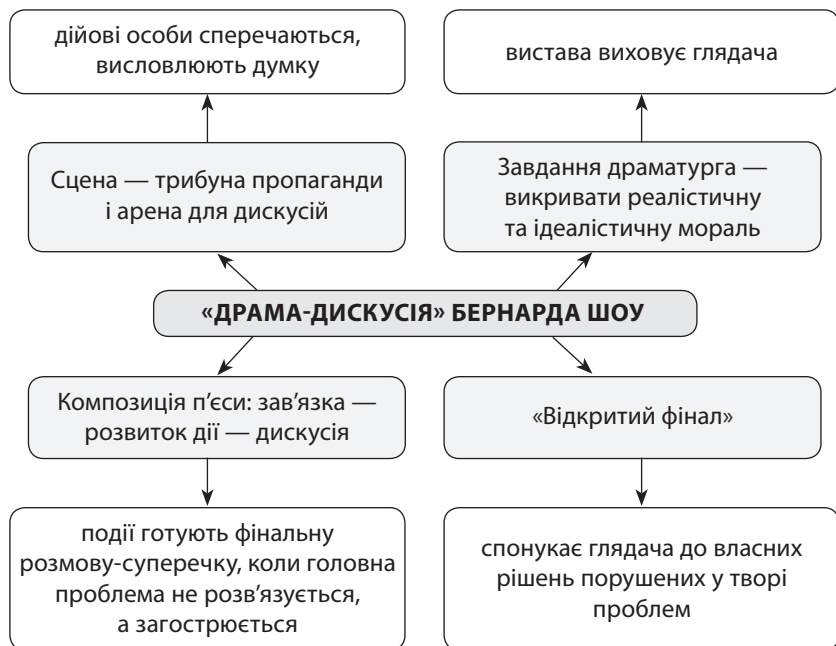 дійові особи сперечаються,
висловлюють думку
вистава виховує глядача
Сцена — трибуна пропаганди
і арена для дискусій
Завдання драматурга —
викривати реалістичну
та ідеалістичну мораль
«ДРАМА-ДИСКУСІЯ» БЕРНАРДА ШОУ
Композиція п’єси: зав’язка —
розвиток дії — дискусія
«Відкритий фінал»
події готують фінальну
розмову-суперечку, коли головна
проблема не розв’язується,
а загострюється
спонукає глядача до власних
рішень порушених у творі
проблем